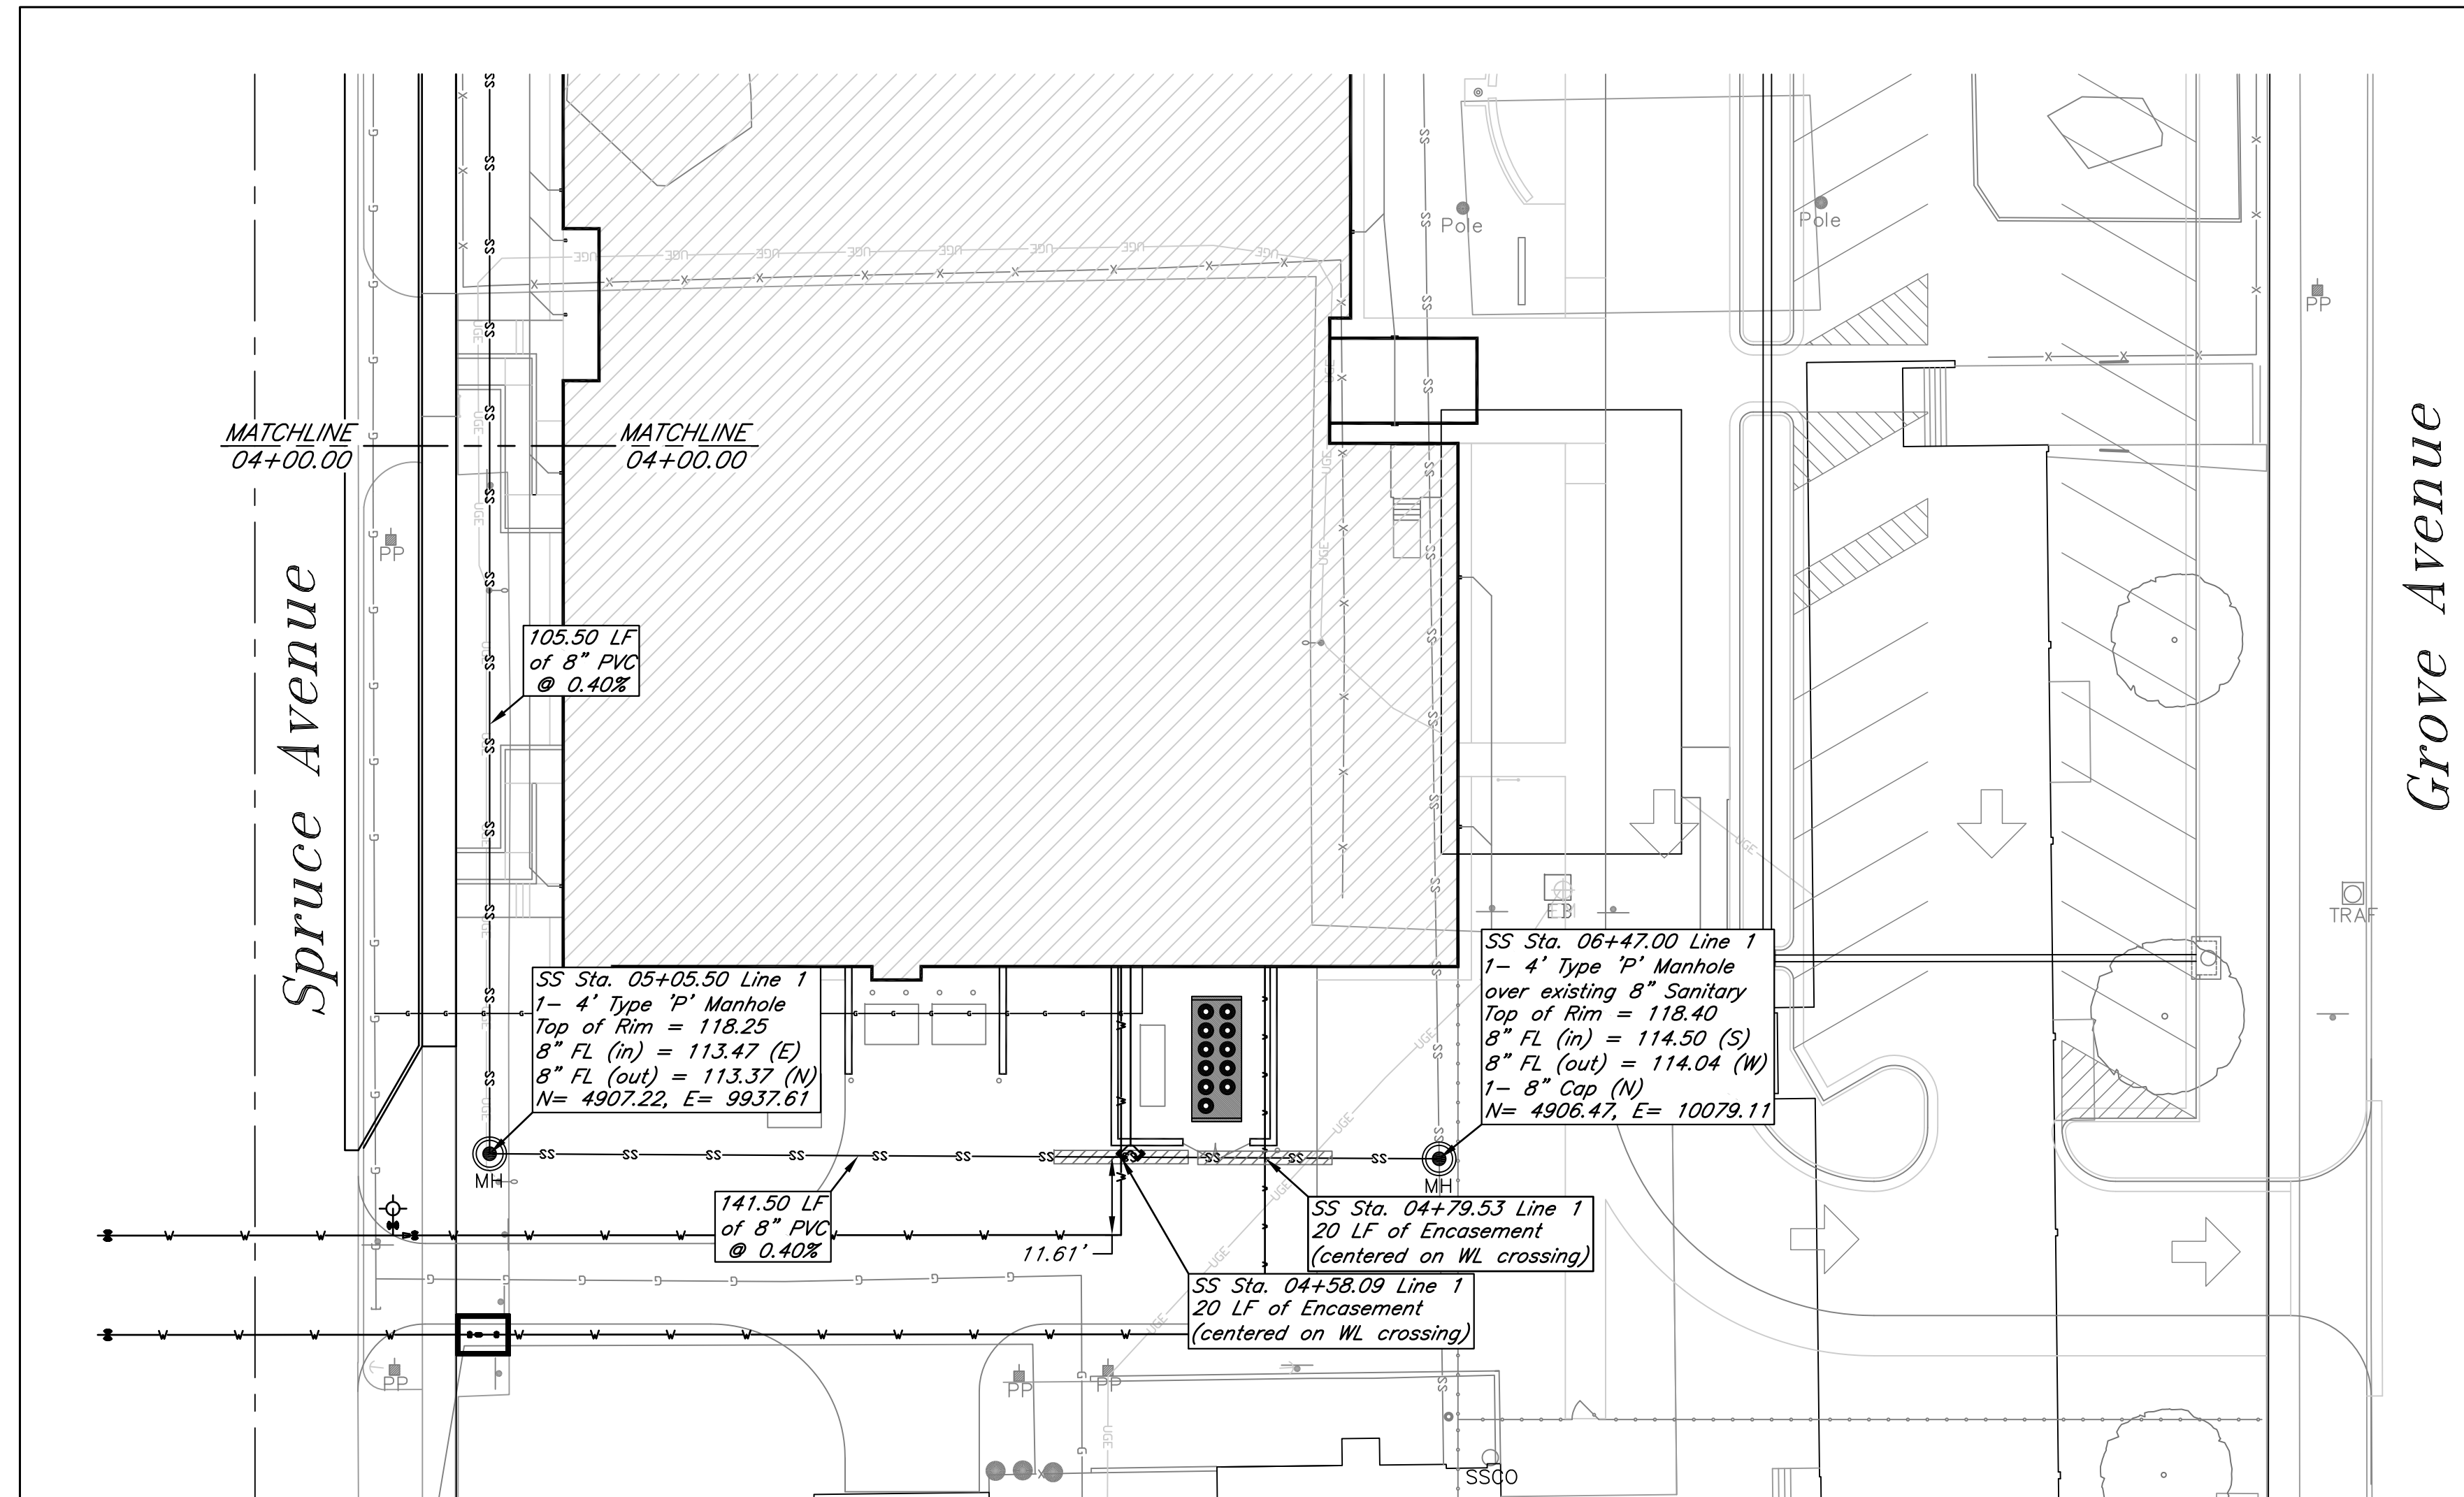 Pole
Pole
PP
MATCHLINE
04+00.00
MATCHLINE
04+00.00
PP
Spruce Avenue
Grove Avenue
105.50 LF
of 8” PVC
@ 0.40%
EB
TRAF
SS Sta. 05+05.50 Line 1
1– 4’ Type ’P’ Manhole
Top of Rim = 118.25
8” FL (in) = 113.47 (E)
8” FL (out) = 113.37 (N)
N= 4907.22, E= 9937.61
SS Sta. 06+47.00 Line 1
1– 4’ Type ’P’ Manhole
over existing 8” Sanitary
Top of Rim = 118.40
8” FL (in) = 114.50 (S)
8” FL (out) = 114.04 (W)
1– 8” Cap (N)
N= 4906.47, E= 10079.11
MH
MH
141.50 LF
of 8” PVC
@ 0.40%
11.61’
SS Sta. 04+79.53 Line 1
20 LF of Encasement
(centered on WL crossing)
SS Sta. 04+58.09 Line 1
20 LF of Encasement
(centered on WL crossing)
PP
PP
PP
SSCO